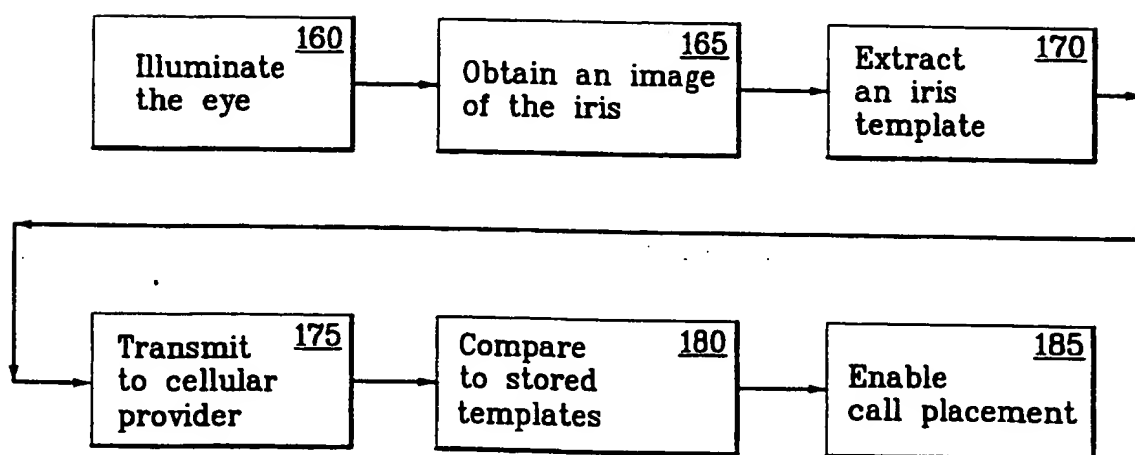 160
Illuminate
the eye
165
Obtain an image
of the iris
170
Extract
an iris
template
175
Transmit
to cellular
provider
180
Compare
to stored
templates
185
Enable
call placement